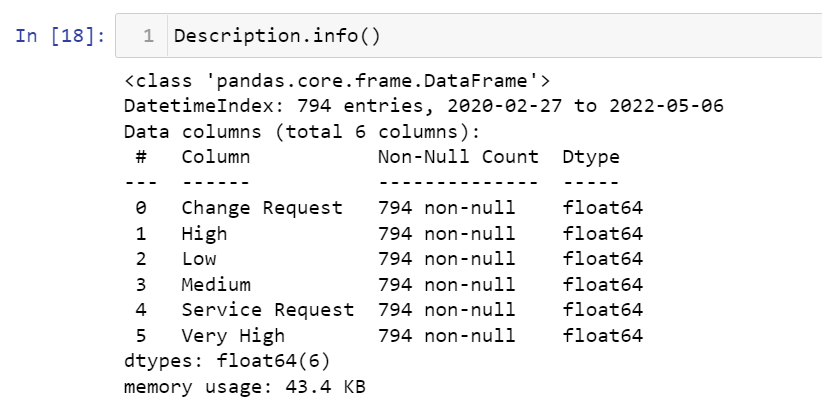 In [18]: 1 Description.info()
<class 'pandas.core.frame.DataFrame'>
DatetimeIndex: 794 entries, 2020-02-27 to 2022-05-06
Data columns (total 6 columns):
 #   Column           Non-Null Count  Dtype
---  ------           --------------  -----
 0   Change Request   794 non-null    float64
 1   High             794 non-null    float64
 2   Low              794 non-null    float64
 3   Medium           794 non-null    float64
 4   Service Request  794 non-null    float64
 5   Very High        794 non-null    float64
dtypes: float64(6)
memory usage: 43.4 KB